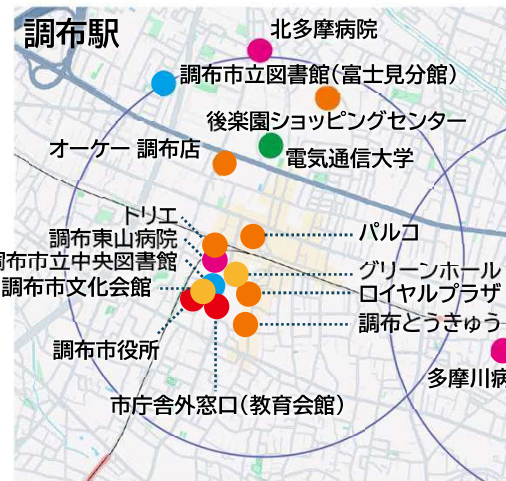 調布駅
北多摩病院
調布市立図書館（富士見分館）
後楽園ショッピングセンター
オーケー 調布店
電気通信大学
トリエ
調布東山病院
調布市立中央図書館
調布市文化会館
パルコ
グリーンホール
ロイヤルプラザ
調布とうきゅう
調布市役所
多摩川病
市庁舎外窓口（教育会館）